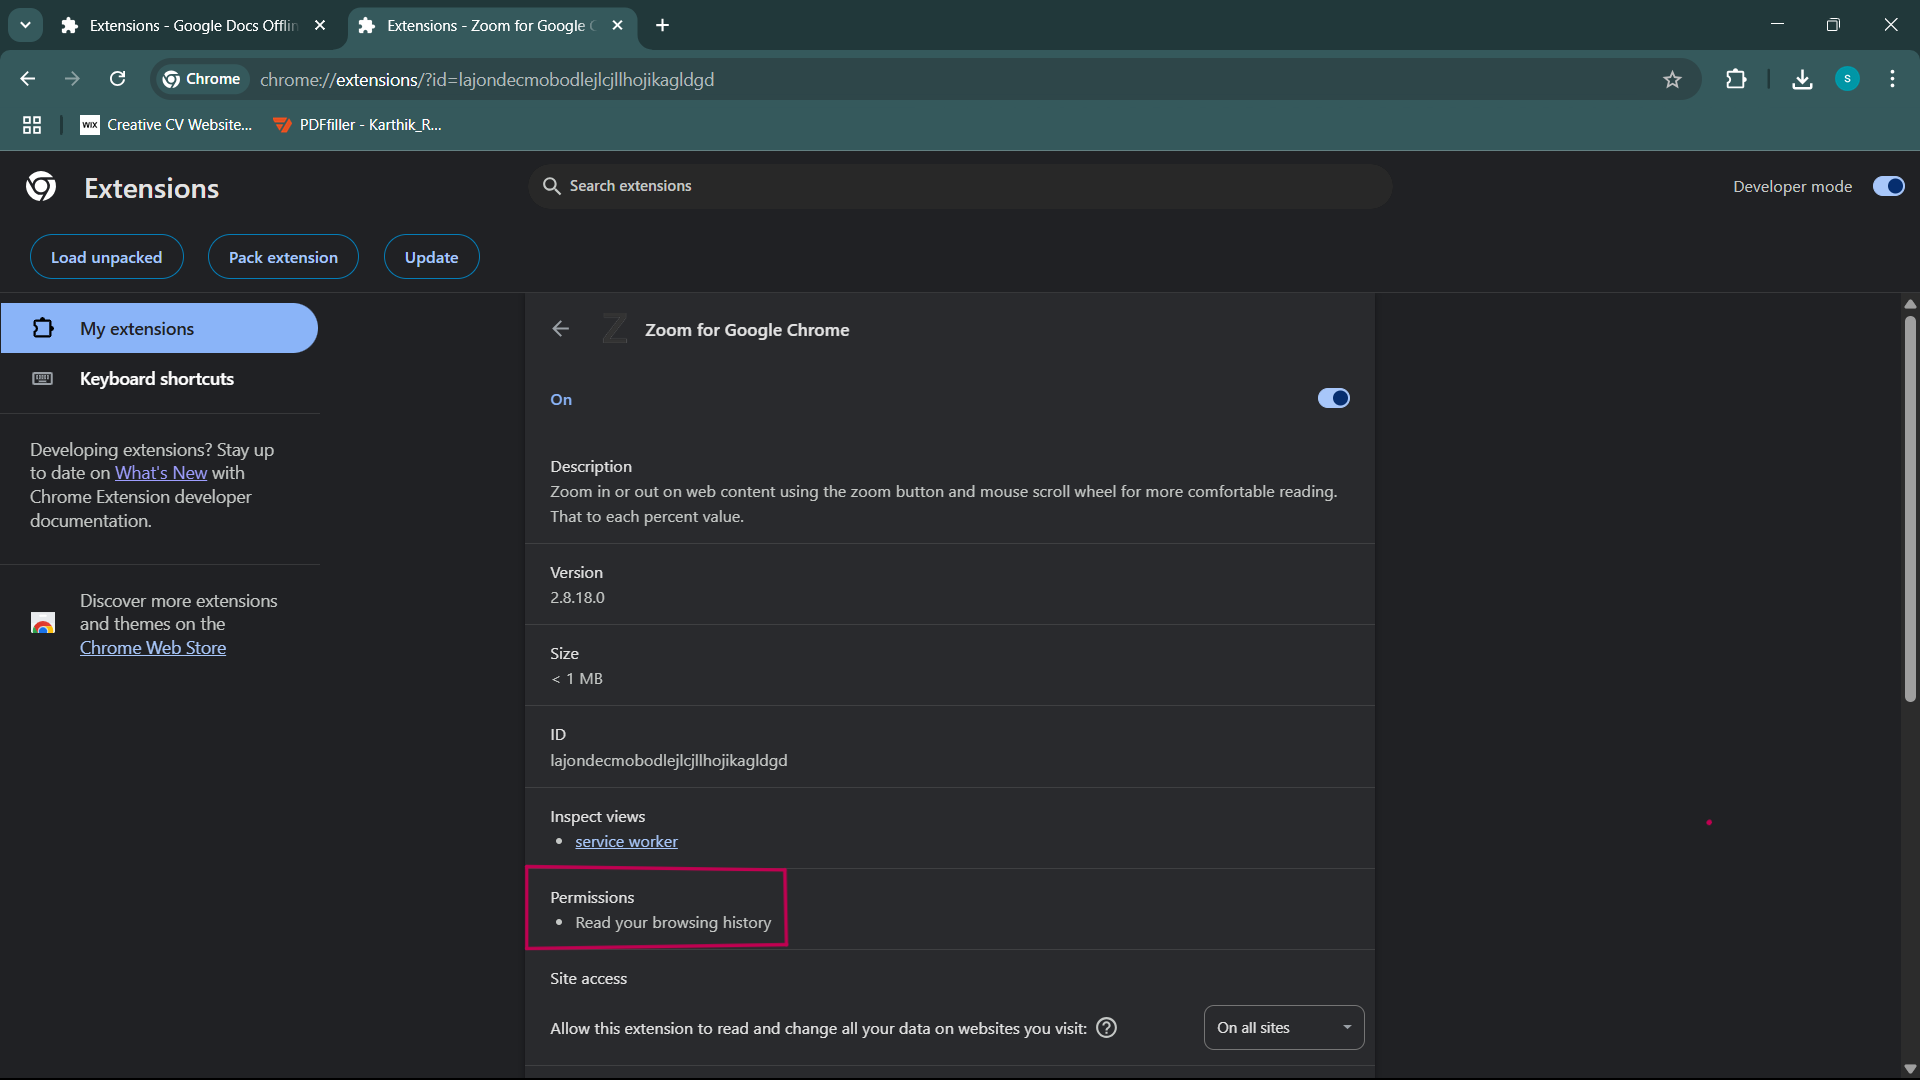 Extensions - Google Docs Offlin
Extensions - Zoom for Google C
Chrome
chrome://extensions/?id=lajondecmobodlejlcjllhojikagldgd
S
WiX
Creative CV Website...
PDFfiller - Karthik_R...
Extensions
Search extensions
Developer mode
Load unpacked
Pack extension
Update
My extensions
Keyboard shortcuts
Developing extensions? Stay up
to date on What's New with
Chrome Extension developer
documentation.
Discover more extensions
and themes on the
Chrome Web Store
Z
Zoom for Google Chrome
On
Description
Zoom in or out on web content using the zoom button and mouse scroll wheel for more comfortable reading.
That to each percent value.
Version
2.8.18.0
Size
< 1 MB
ID
lajondecmobodlejlcjllhojikagldgd
Inspect views
• service worker
Permissions
• Read your browsing history
Site access
Allow this extension to read and change all your data on websites you visit:
On all sites